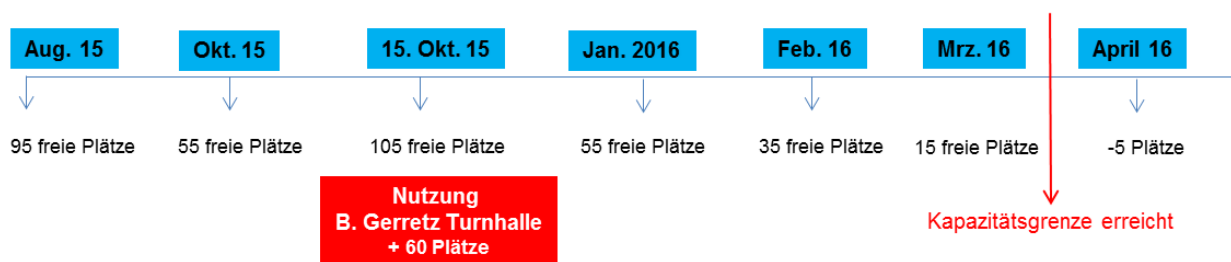 Aug. 15 Okt. 15 15. Okt. 15 Jan. 2016 Feb. 16 Mrz. 16 April 16
95 freie Plätze 55 freie Plätze 105 freie Plätze 55 freie Plätze 35 freie Plätze 15 freie Plätze -5 Plätze
Nutzung
B. Gerretz Turnhalle
+ 60 Plätze
Kapazitätsgrenze erreicht